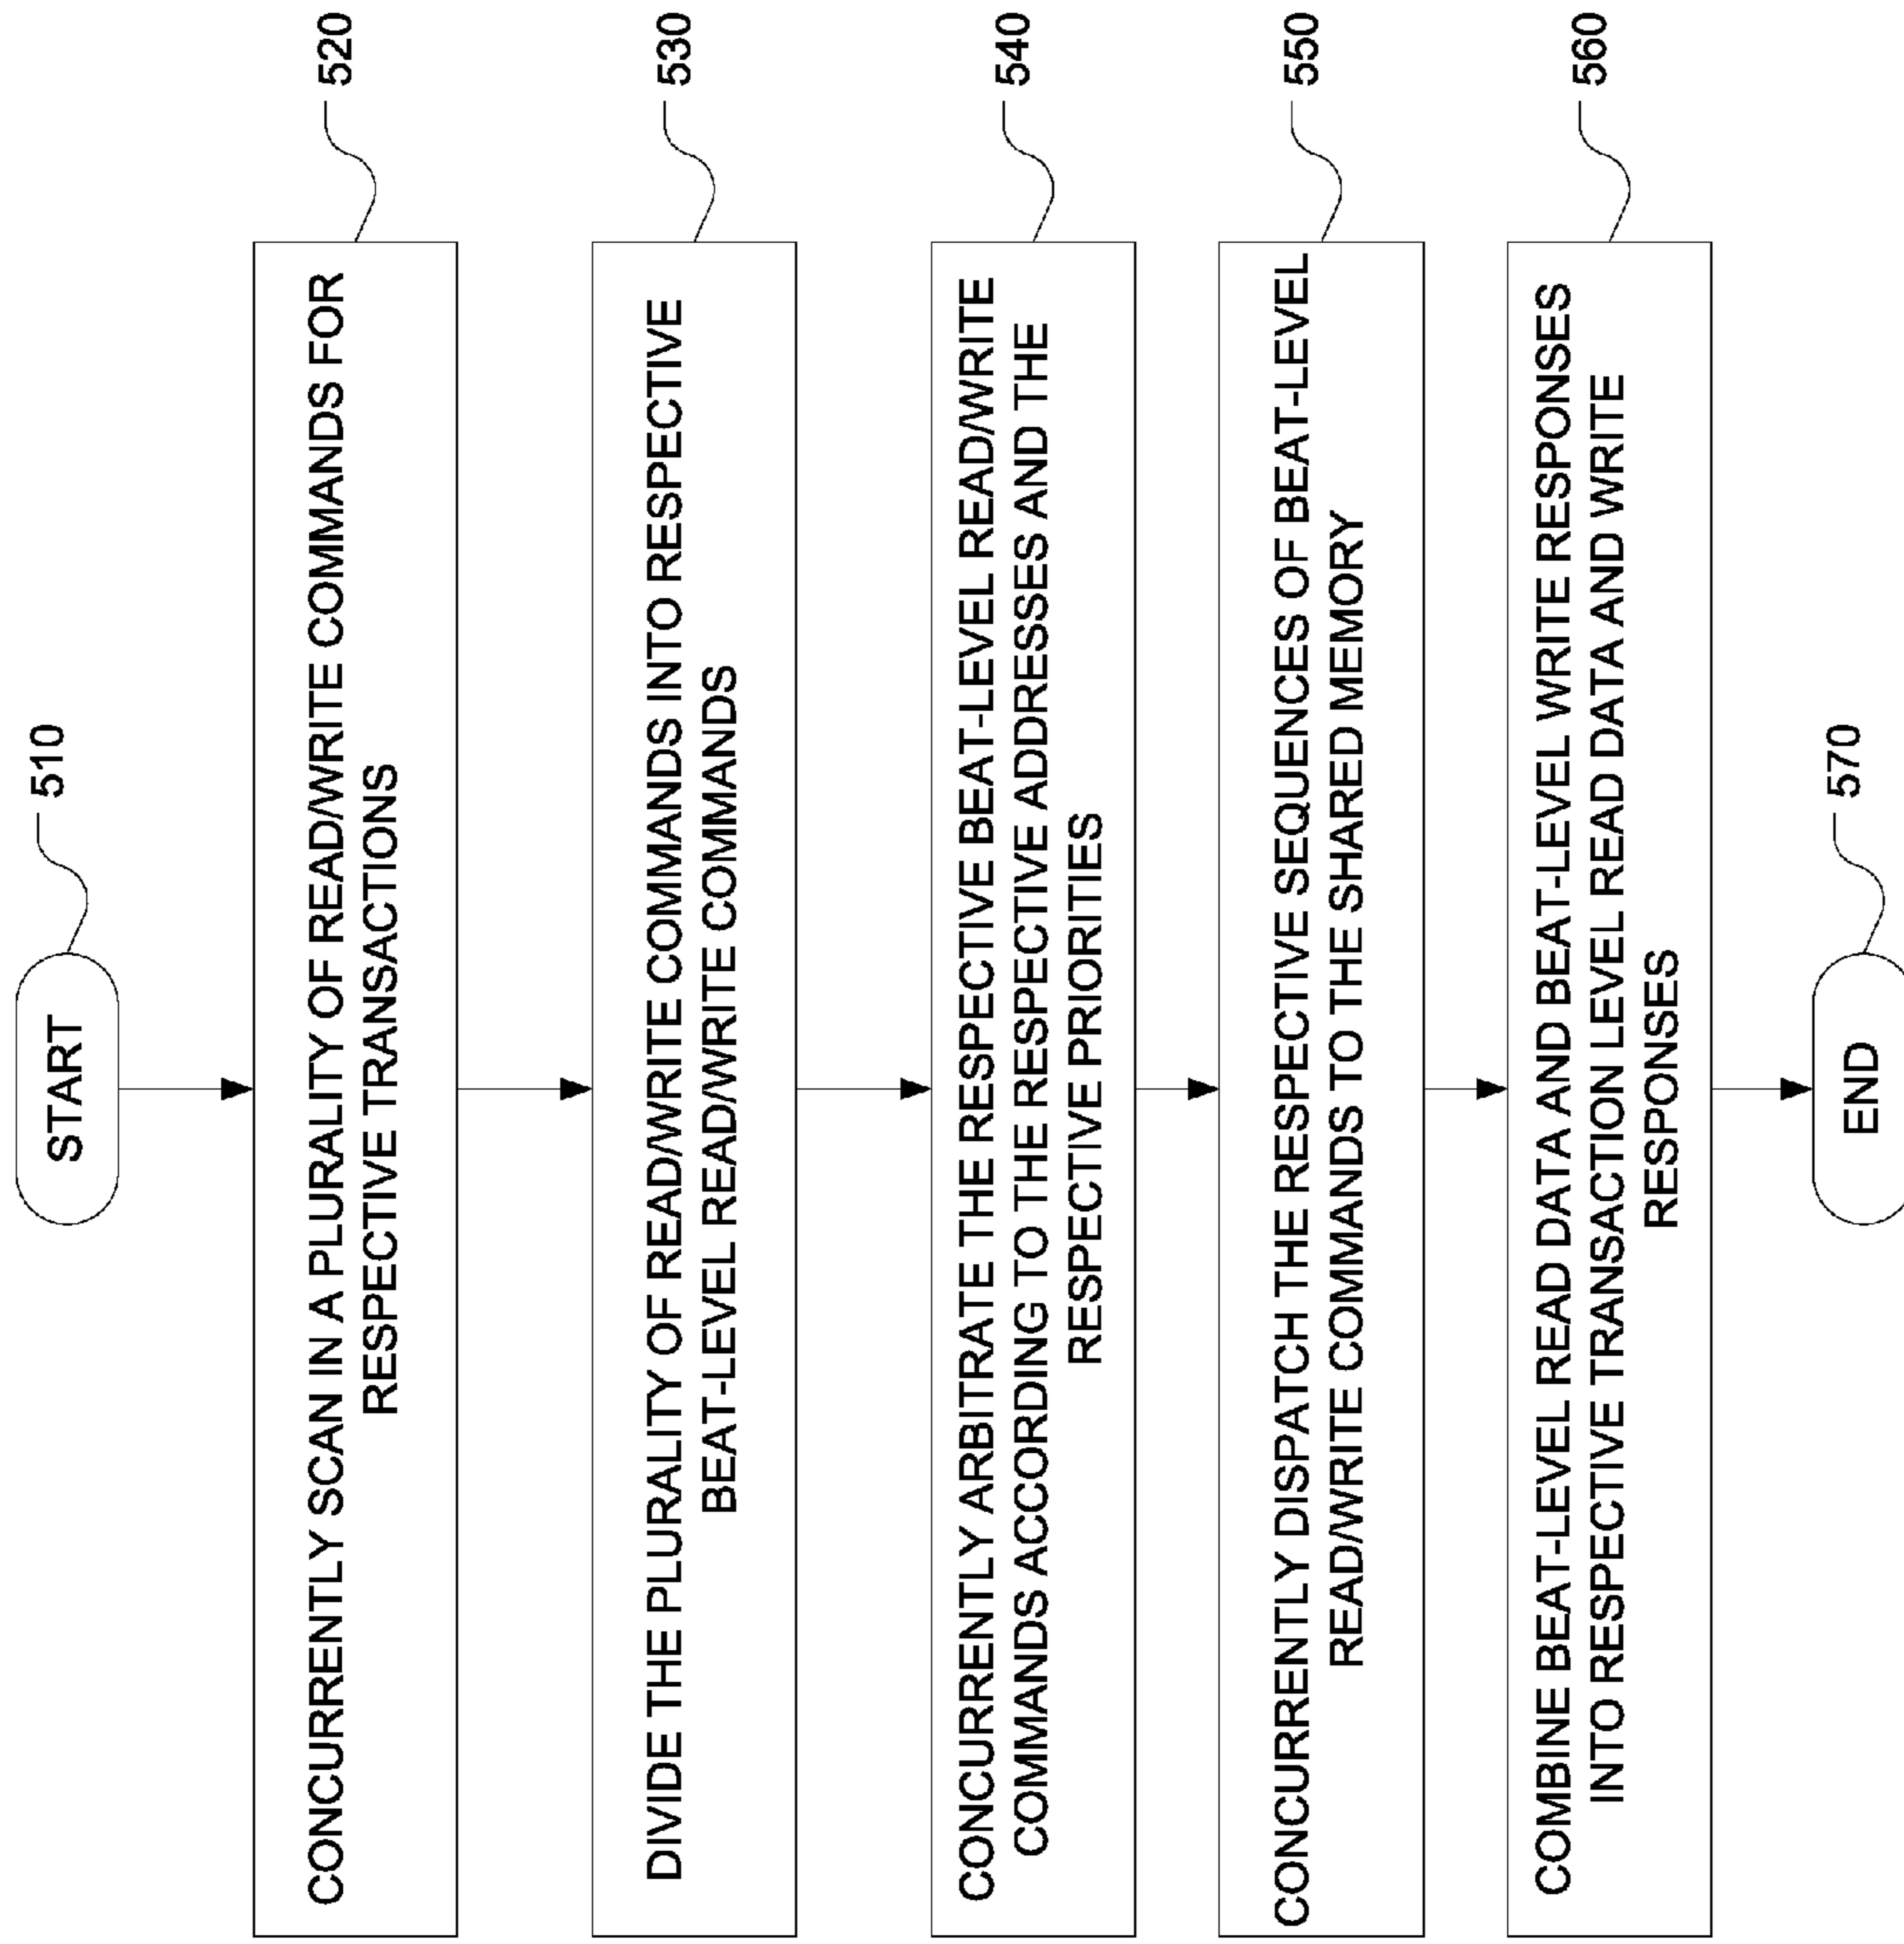 START
510
CONCURRENTLY SCAN IN A PLURALITY OF READ/WRITE COMMANDS FOR
RESPECTIVE TRANSACTIONS
520
DIVIDE THE PLURALITY OF READ/WRITE COMMANDS INTO RESPECTIVE
BEAT-LEVEL READ/WRITE COMMANDS
530
CONCURRENTLY ARBITRATE THE RESPECTIVE BEAT-LEVEL READ/WRITE
COMMANDS ACCORDING TO THE RESPECTIVE ADDRESSES AND THE
RESPECTIVE PRIORITIES
540
CONCURRENTLY DISPATCH THE RESPECTIVE SEQUENCES OF BEAT-LEVEL
READ/WRITE COMMANDS TO THE SHARED MEMORY
550
COMBINE BEAT-LEVEL READ DATA AND BEAT-LEVEL WRITE RESPONSES
INTO RESPECTIVE TRANSACTION LEVEL READ DATA AND WRITE
RESPONSES
560
END
570